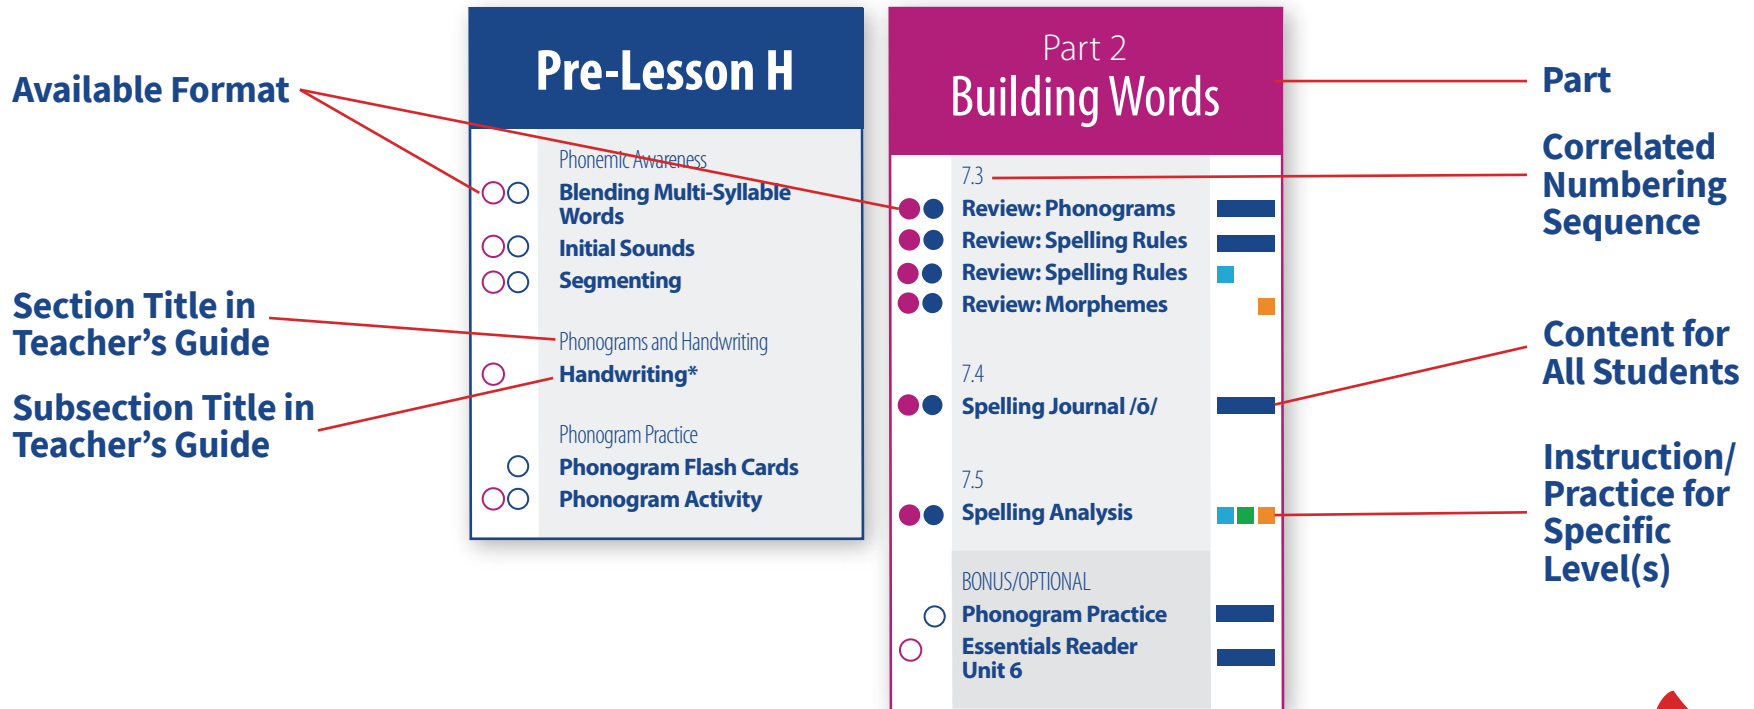 Available Format
Section Title in
Teacher's Guide
Subsection Title in
Teacher's Guide
Pre-Lesson H
Phonemic Awareness
Blending Multi-Syllable
Words
Initial Sounds
Segmenting
Phonograms and Handwriting
Handwriting*
Phonogram Practice
Phonogram Flash Cards
Phonogram Activity
Part 2
Building Words
7.3
Review: Phonograms
Review: Spelling Rules
Review: Spelling Rules
Review: Morphemes
7.4
Spelling Journal /ō/
7.5
Spelling Analysis
BONUS/OPTIONAL
Phonogram Practice
Essentials Reader
Unit 6
Part
Correlated
Numbering
Sequence
Content for
All Students
Instruction/
Practice for
Specific
Level(s)